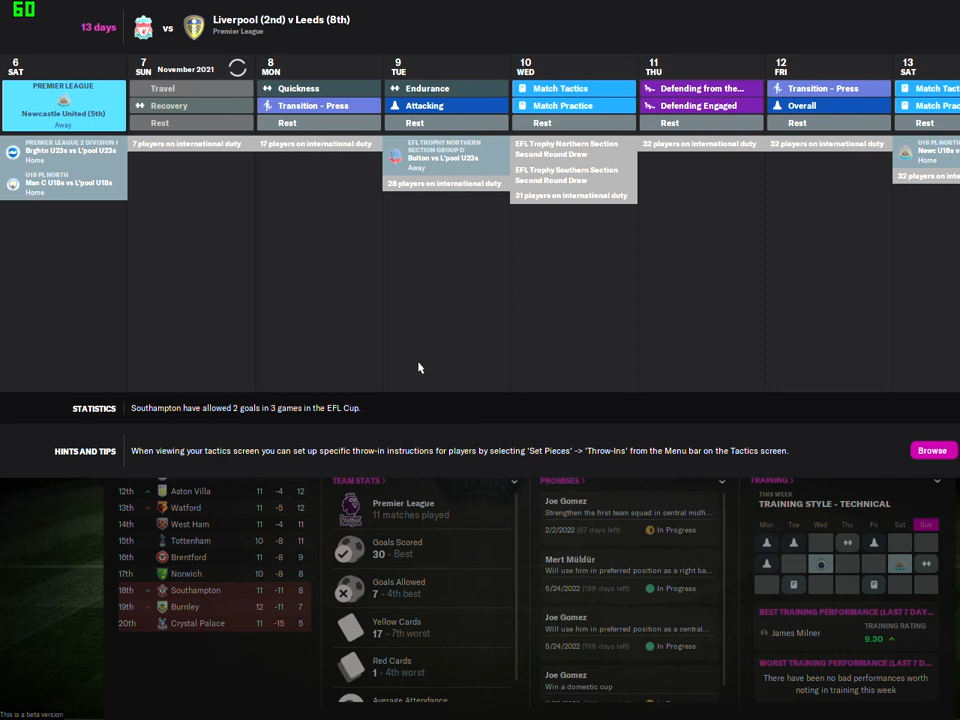 60
13 days
vs
Liverpool (2nd) v Leeds (8th)
Premier League
6
SAT
7
SUN November 2021
8
MON
9
TUE
10
WED
11
THU
12
FRI
13
SAT
PREMIER LEAGUE
Newcastle United (5th)
Away
Travel
Recovery
Rest
Quickness
Transition - Press
Rest
Endurance
Attacking
Rest
Match Tactics
Match Practice
Rest
Defending from the...
Defending Engaged
Rest
Transition - Press
Overall
Rest
Match Tacti
Match Prac
Rest
PREMIER LEAGUE 2 DIVISION 1
Brghtn U23s vs L'pool U23s
Home
U18 PL NORTH
Man C U18s vs L'pool U18s
Home
7 players on international duty
17 players on international duty
EFL TROPHY NORTHERN
SECTION GROUP D
Bolton vs L'pool U23s
Away
28 players on international duty
EFL Trophy Northern Section
Second Round Draw
EFL Trophy Southern Section
Second Round Draw
31 players on international duty
32 players on international duty
32 players on international duty
U18 PL NORTH
Newc U18s v
Home
32 players on inte
STATISTICS
Southampton have allowed 2 goals in 3 games in the EFL Cup.
HINTS AND TIPS
When viewing your tactics screen you can set up specific throw-in instructions for players by selecting 'Set Pieces' -> 'Throw-Ins' from the Menu bar on the Tactics screen.
Browse
12th Aston Villa 11 -4 12
13th Watford 11 -5 12
14th West Ham 11 -4 11
15th Tottenham 10 -8 11
16th Brentford 11 -8 9
17th Norwich 10 -8 8
18th Southampton 11 -11 8
19th Burnley 12 -11 7
20th Crystal Palace 11 -15 5
TEAM STATS >
Premier League
11 matches played
Goals Scored
30 - Best
Goals Allowed
7 - 4th best
Yellow Cards
17 - 7th worst
Red Cards
1 - 4th worst
Average Attendance
PROMISES >
Joe Gomez
Strengthen the first team squad in central midfi...
2/2/2022 (87 days left) In Progress
Mert Müldür
Will use him in preferred position as a right ba...
5/24/2022 (198 days left) In Progress
Joe Gomez
Will use him in preferred position as a central...
5/24/2022 (198 days left) In Progress
Joe Gomez
Win a domestic cup
In Progress
TRAINING >
THIS WEEK
TRAINING STYLE - TECHNICAL
Mon Tue Wed Thu Fri Sat Sun
BEST TRAINING PERFORMANCE (LAST 7 DAY...
James Milner
TRAINING RATING
9.30
WORST TRAINING PERFORMANCE (LAST 7 D...
There have been no bad performances worth
noting in training this week
This is a beta version